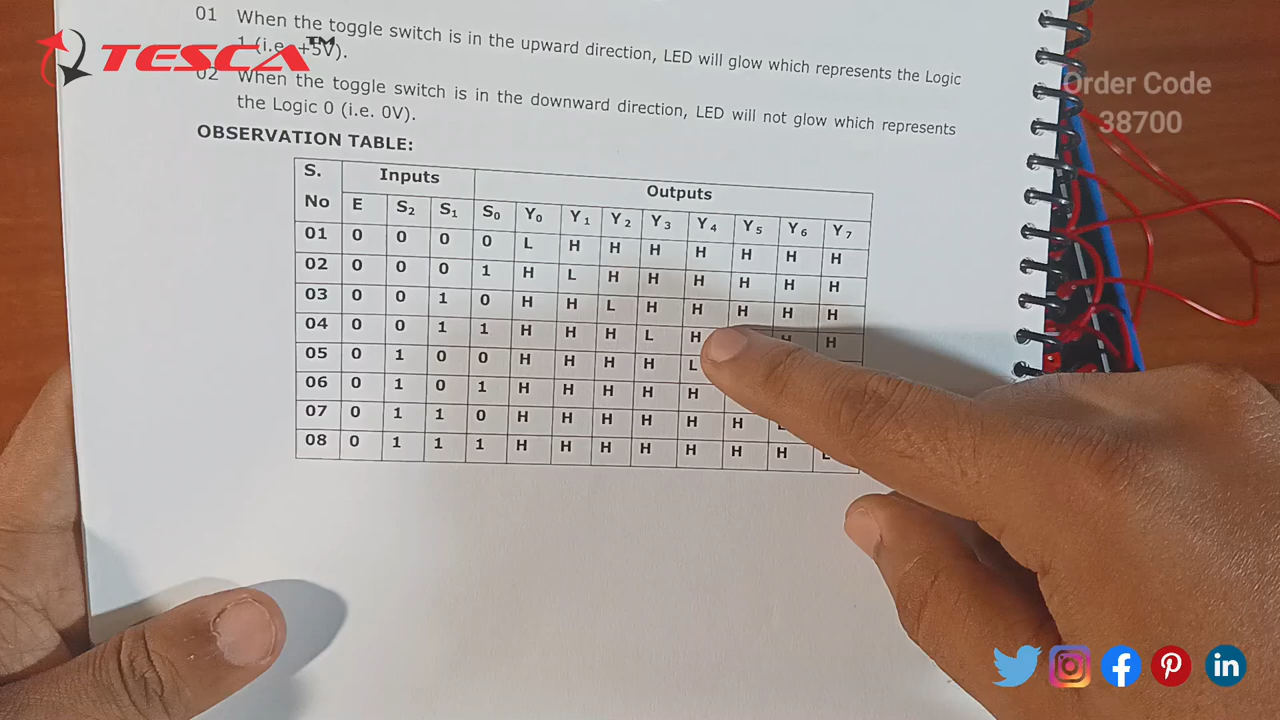 01 When the toggle switch is in the upward direction, LED will glow which represents the Logic
1 (i.e. +5V).
TESCA™
02 When the toggle switch is in the downward direction, LED will not glow which represents
the Logic 0 (i.e. 0V).
Order Code
38700
OBSERVATION TABLE:
S. No Inputs Outputs
E S2 S1 S0 Y0 Y1 Y2 Y3 Y4 Y5 Y6 Y7
01 0 0 0 0 L H H H H H H H
02 0 0 0 1 H L H H H H H H
03 0 0 1 0 H H L H H H H H
04 0 0 1 1 H H H L H H H
05 0 1 0 0 H H H H L
06 0 1 0 1 H H H H H
07 0 1 1 0 H H H H H H L
08 0 1 1 1 H H H H H H H L
in